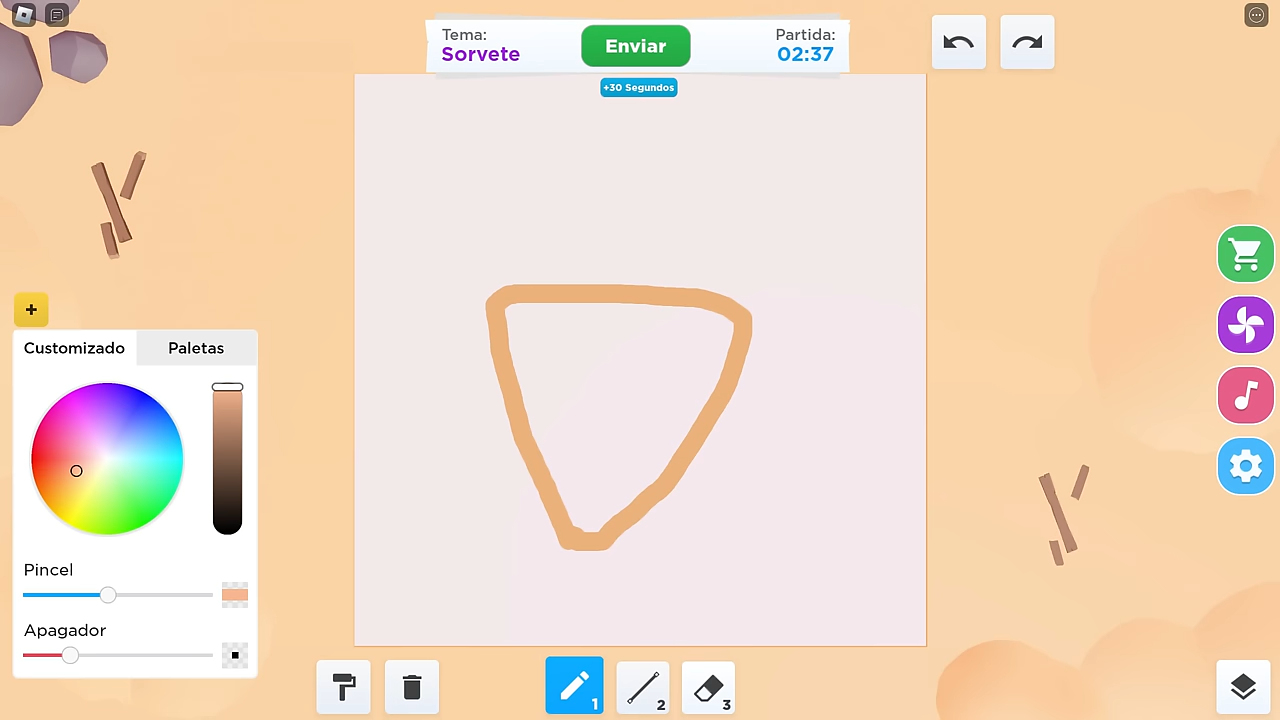 Tema:
Sorvete
Enviar
Partida:
02:37
+30 Segundos
+
Customizado
Paletas
Pincel
Apagador
1
2
3